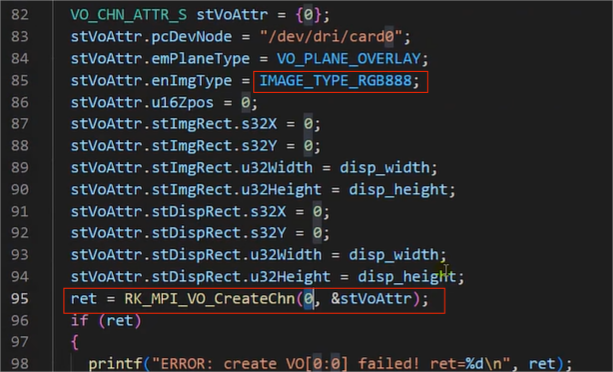 82 VO_CHN_ATTR_S stVoAttr = {0};
83 stVoAttr.pcDevNode = "/dev/dri/card0";
84 stVoAttr.emPlaneType = VO_PLANE_OVERLAY;
85 stVoAttr.enImgType = IMAGE_TYPE_RGB888;
86 stVoAttr.u16Zpos = 0;
87 stVoAttr.stImgRect.s32X = 0;
88 stVoAttr.stImgRect.s32Y = 0;
89 stVoAttr.stImgRect.u32Width = disp_width;
90 stVoAttr.stImgRect.u32Height = disp_height;
91 stVoAttr.stDispRect.s32X = 0;
92 stVoAttr.stDispRect.s32Y = 0;
93 stVoAttr.stDispRect.u32Width = disp_width;
94 stVoAttr.stDispRect.u32Height = disp_height;
95 ret = RK_MPI_VO_CreateChn(0, &stVoAttr);
96 if (ret)
97 {
98 printf("ERROR: create VO[0:0] failed! ret=%d\n", ret);